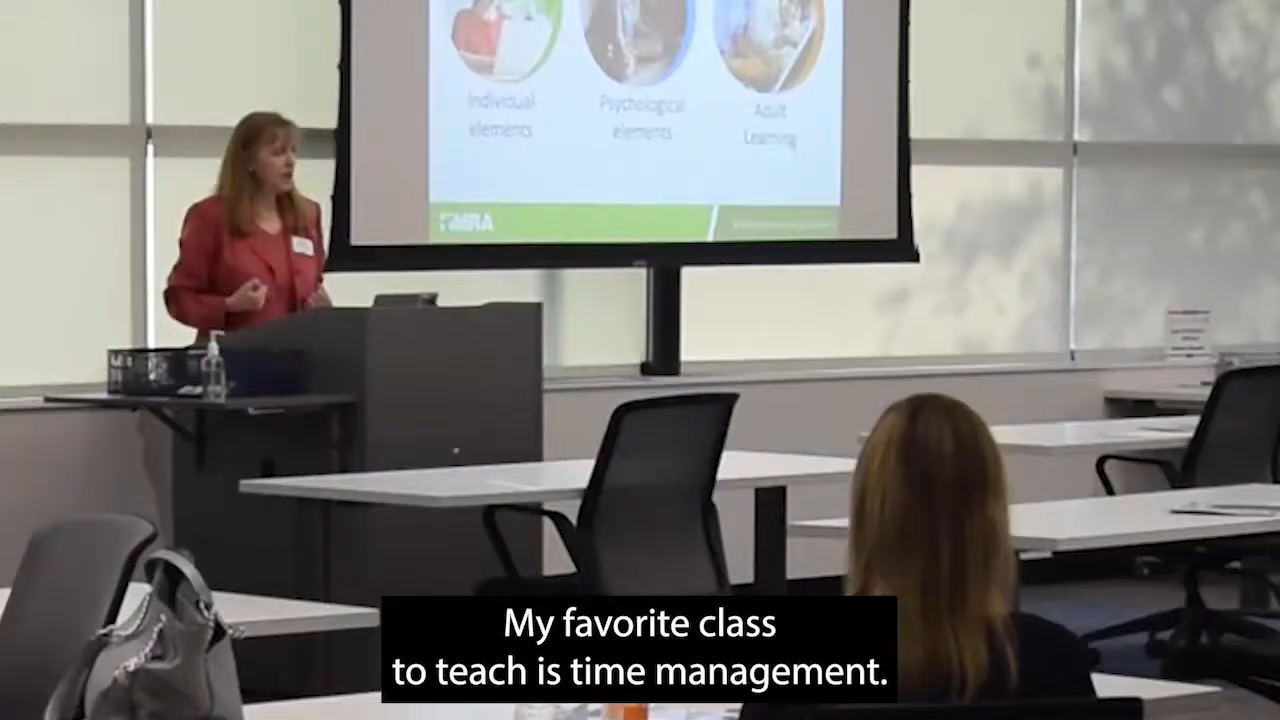 Individual
elements
Psychological
elements
Adult
Learning
MRA
My favorite class
to teach is time management.